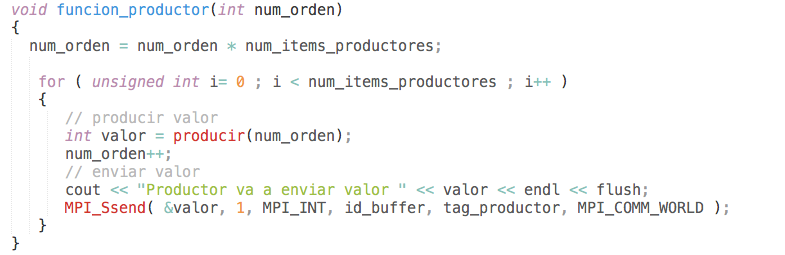 void funcion_productor(int num_orden)
{
num_orden = num_orden * num_items_productores;
for ( unsigned int i= 0 ; i < num_items_productores ; i++ )
{
// producir valor
int valor = producir(num_orden);
num_orden++;
// enviar valor
cout << "Productor va a enviar valor " << valor << endl << flush;
MPI_Ssend( &valor, 1, MPI_INT, id_buffer, tag_productor, MPI_COMM_WORLD );
}
}